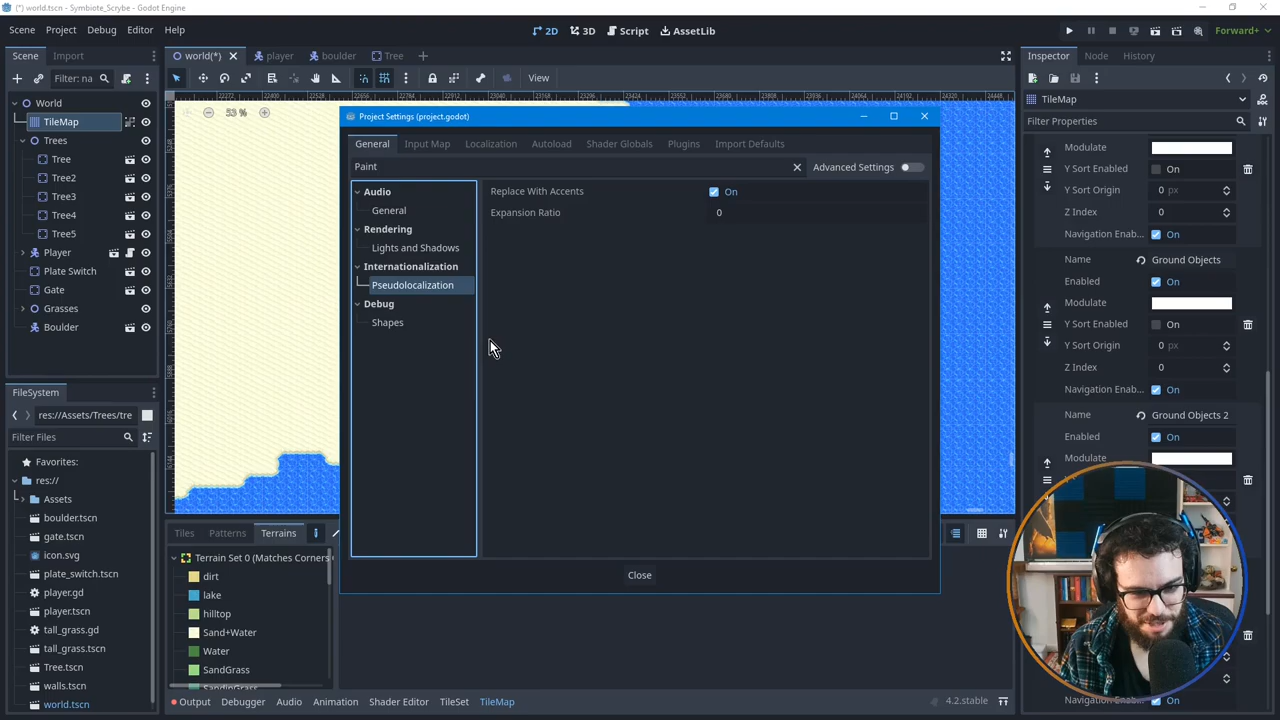 (*) world.tscn - Symbiote_Scrybe - Godot Engine
Scene Project Debug Editor Help
2D 3D Script AssetLib
Forward+
Scene Import
world(*) player boulder Tree
Inspector Node History
Filter: na
View
TileMap
Filter Properties
53 %
World
TileMap
Trees
Tree
Tree2
Tree3
Tree4
Tree5
Player
Plate Switch
Gate
Grasses
Boulder
FileSystem
res://Assets/Trees/tre
Filter Files
Favorites:
res://
Assets
boulder.tscn
gate.tscn
icon.svg
plate_switch.tscn
player.gd
player.tscn
tall_grass.gd
tall_grass.tscn
Tree.tscn
walls.tscn
world.tscn
Project Settings (project.godot)
General Input Map Localization Autoload Shader Globals Plugins Import Defaults
Paint
Advanced Settings
Audio
General
Rendering
Lights and Shadows
Internationalization
Pseudolocalization
Debug
Shapes
Replace With Accents On
Expansion Ratio 0
Close
Tiles Patterns Terrains
Terrain Set 0 (Matches Corners
dirt
lake
hilltop
Sand+Water
Water
SandGrass
Output Debugger Audio Animation Shader Editor TileSet TileMap
4.2.stable
Modulate
Y Sort Enabled On
Y Sort Origin 0 px
Z Index 0
Navigation Enab... On
Name Ground Objects
Enabled On
Modulate
Y Sort Enabled On
Y Sort Origin 0 px
Z Index 0
Navigation Enab... On
Name Ground Objects 2
Enabled On
Modulate
Navigation Enab... On